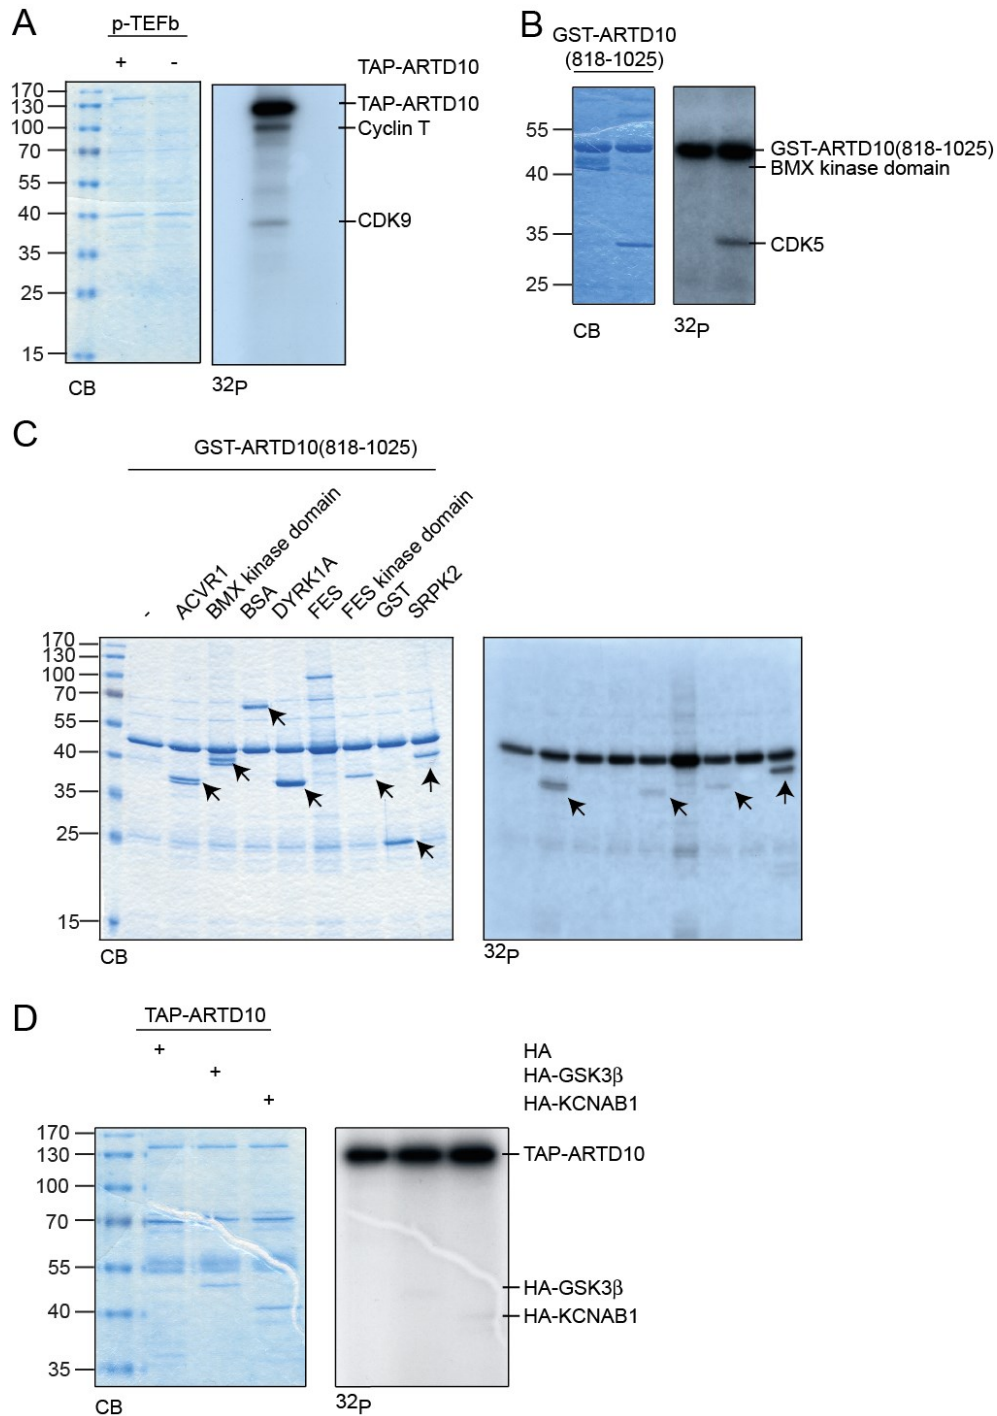 A
p-TEFb
+ -
TAP-ARTD10
170
130
100
70
55
40
35
25
15
TAP-ARTD10
Cyclin T
CDK9
CB
32P
B
GST-ARTD10
(818-1025)
55
40
35
25
GST-ARTD10(818-1025)
BMX kinase domain
CDK5
CB
32P
C
GST-ARTD10(818-1025)
-
ACVR1
BMX kinase domain
BSA
DYRK1A
FES
FES kinase domain
GST
SRPK2
170
130
100
70
55
40
35
25
15
CB
32P
D
TAP-ARTD10
+ HA
+ HA-GSK3β
+ HA-KCNAB1
170
130
100
70
55
40
35
TAP-ARTD10
HA-GSK3β
HA-KCNAB1
CB
32P